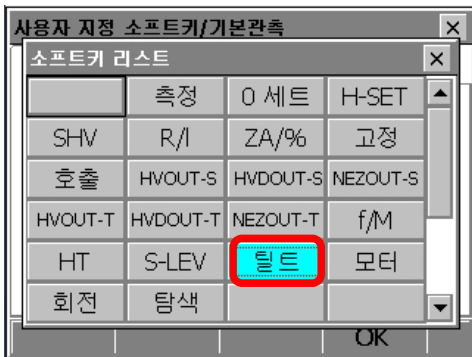 사용자 지정 소프트키/기본관측
소프트키 리스트
측정 0 세트 H-SET
SHV R/I ZA/% 고정
호출 HVOUT-S HVDOUT-S NEZOUT-S
HVOUT-T HVDOUT-T NEZOUT-T f/M
HT S-LEV 틸트 모터
회전 탐색
OK